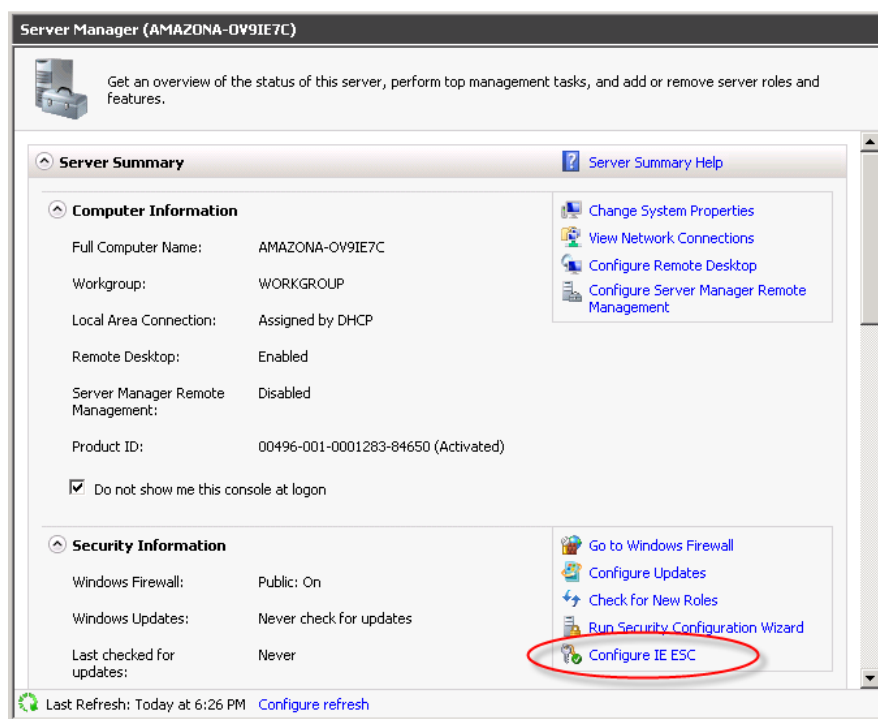 Server Manager (AMAZONA-OV9IE7C)
Get an overview of the status of this server, perform top management tasks, and add or remove server roles and
features.
Server Summary
Server Summary Help
Computer Information
Full Computer Name: AMAZONA-OV9IE7C
Workgroup: WORKGROUP
Local Area Connection: Assigned by DHCP
Remote Desktop: Enabled
Server Manager Remote
Management:
Disabled
Product ID: 00496-001-0001283-84650 (Activated)
Do not show me this console at logon
Change System Properties
View Network Connections
Configure Remote Desktop
Configure Server Manager Remote
Management
Security Information
Windows Firewall: Public: On
Windows Updates: Never check for updates
Last checked for
updates:
Never
Go to Windows Firewall
Configure Updates
Check for New Roles
Run Security Configuration Wizard
Configure IE ESC
Last Refresh: Today at 6:26 PM Configure refresh